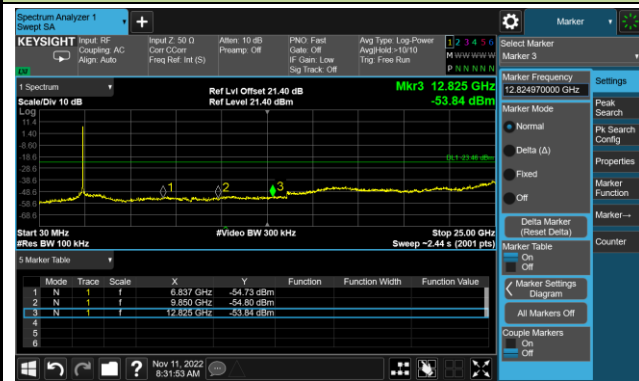 Spectrum Analyzer 1
Swept SA
+
Marker
KEYSIGHT
Input: RF
Coupling: AC
Align: Auto
Input Z: 50 Ω
Corr CCorr
Freq Ref: Int (S)
Atten: 10 dB
Preamp: Off
PNO: Fast
Gate: Off
IF Gain: Low
Sig Track: Off
Avg Type: Log-Power
Avg|Hold:>10/10
Trig: Free Run
1 2 3 4 5 6
M W W W W W
P N N N N N
LXI
Select Marker
Marker 3
1 Spectrum
Scale/Div 10 dB
Log
Ref Lvl Offset 21.40 dB
Ref Level 21.40 dBm
Mkr3 12.825 GHz
-53.84 dBm
11.4
1.40
-8.60
-18.6
-28.6
-38.6
-48.6
-58.6
-68.6
DL1 -23.46 dBm
1
2
3
Start 30 MHz
#Res BW 100 kHz
#Video BW 300 kHz
Stop 25.00 GHz
Sweep ~2.44 s (2001 pts)
5 Marker Table
Mode Trace Scale X Y Function Function Width Function Value
1 N 1 f 6.837 GHz -54.73 dBm
2 N 1 f 9.850 GHz -54.80 dBm
3 N 1 f 12.825 GHz -53.84 dBm
4
5
6
Marker Frequency
12.824970000 GHz
Marker Mode
Normal
Delta (Δ)
Fixed
Off
Delta Marker
(Reset Delta)
Marker Table
On
Off
Marker Settings
Diagram
All Markers Off
Couple Markers
On
Off
Settings
Peak
Search
Pk Search
Config
Properties
Marker
Function
Marker→
Counter
?
Nov 11, 2022
8:31:53 AM